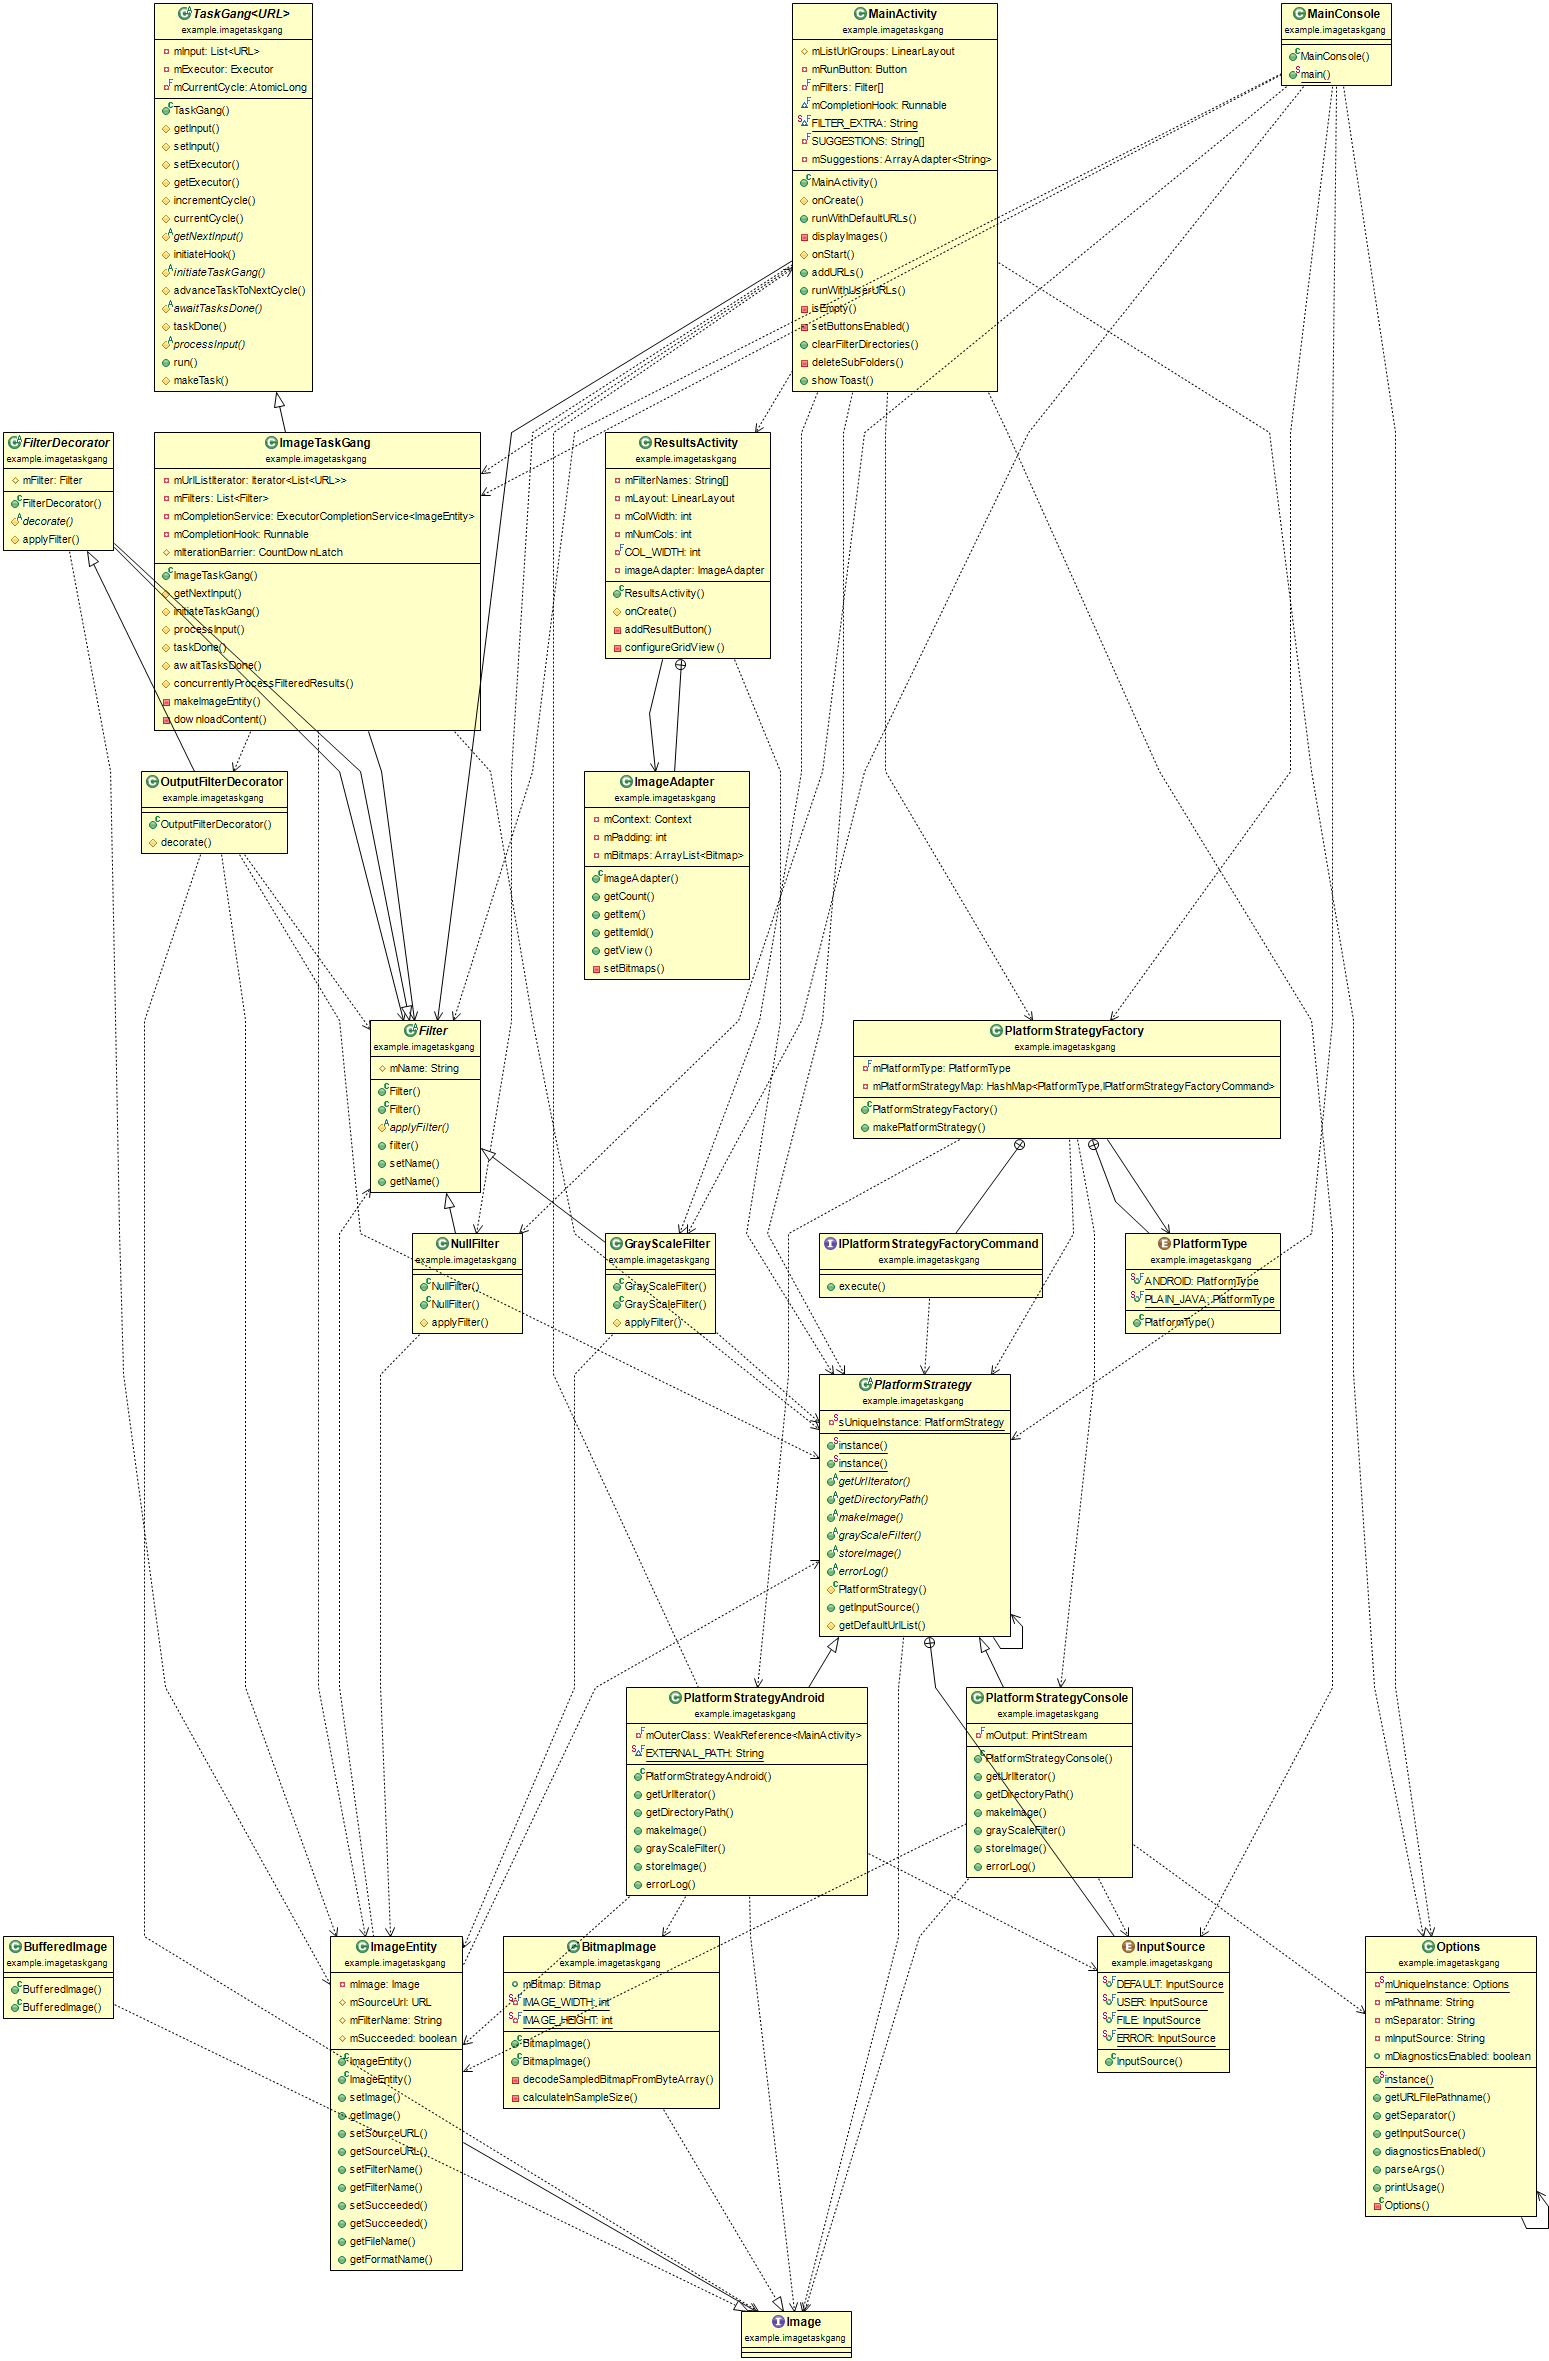 TaskGang<URL>
example.imagetaskgang
mInput: List<URL>
mExecutor: Executor
mCurrentCycle: AtomicLong
TaskGang()
getInput()
setInput()
setExecutor()
getExecutor()
incrementCycle()
currentCycle()
getNextInput()
initiateHook()
initiateTaskGang()
advanceTaskToNextCycle()
awaitTasksDone()
taskDone()
processInput()
run()
makeTask()
MainActivity
example.imagetaskgang
mListUrlGroups: LinearLayout
mRunButton: Button
mFilters: Filter[]
mCompletionHook: Runnable
FILTER_EXTRA: String
SUGGESTIONS: String[]
mSuggestions: ArrayAdapter<String>
MainActivity()
onCreate()
runWithDefaultURLs()
displayImages()
onStart()
addURLs()
runWithUserURLs()
isEmpty()
setButtonsEnabled()
clearFilterDirectories()
deleteSubFolders()
showToast()
MainConsole
example.imagetaskgang
MainConsole()
main()
FilterDecorator
example.imagetaskgang
mFilter: Filter
FilterDecorator()
decorate()
applyFilter()
ImageTaskGang
example.imagetaskgang
mUrlListIterator: Iterator<List<URL>>
mFilters: List<Filter>
mCompletionService: ExecutorCompletionService<ImageEntity>
mCompletionHook: Runnable
mIterationBarrier: CountDownLatch
ImageTaskGang()
getNextInput()
initiateTaskGang()
processInput()
taskDone()
awaitTasksDone()
concurrentlyProcessFilteredResults()
makeImageEntity()
downloadContent()
ResultsActivity
example.imagetaskgang
mFilterNames: String[]
mLayout: LinearLayout
mColWidth: int
mNumCols: int
COL_WIDTH: int
imageAdapter: ImageAdapter
ResultsActivity()
onCreate()
addResultButton()
configureGridView()
OutputFilterDecorator
example.imagetaskgang
OutputFilterDecorator()
decorate()
ImageAdapter
example.imagetaskgang
mContext: Context
mPadding: int
mBitmaps: ArrayList<Bitmap>
ImageAdapter()
getCount()
getItem()
getItemId()
getView()
setBitmaps()
Filter
example.imagetaskgang
mName: String
Filter()
Filter()
applyFilter()
filter()
setName()
getName()
PlatformStrategyFactory
example.imagetaskgang
mPlatformType: PlatformType
mPlatformStrategyMap: HashMap<PlatformType,IPlatformStrategyFactoryCommand>
PlatformStrategyFactory()
makePlatformStrategy()
NullFilter
example.imagetaskgang
NullFilter()
NullFilter()
applyFilter()
GrayScaleFilter
example.imagetaskgang
GrayScaleFilter()
GrayScaleFilter()
applyFilter()
IPlatformStrategyFactoryCommand
example.imagetaskgang
execute()
PlatformType
example.imagetaskgang
ANDROID: PlatformType
PLAIN_JAVA: PlatformType
PlatformType()
PlatformStrategy
example.imagetaskgang
sUniqueInstance: PlatformStrategy
instance()
instance()
getUrlIterator()
getDirectoryPath()
makeImage()
grayScaleFilter()
storeImage()
errorLog()
PlatformStrategy()
getInputSource()
getDefaultUrlList()
PlatformStrategyAndroid
example.imagetaskgang
mOuterClass: WeakReference<MainActivity>
EXTERNAL_PATH: String
PlatformStrategyAndroid()
getUrlIterator()
getDirectoryPath()
makeImage()
grayScaleFilter()
storeImage()
errorLog()
PlatformStrategyConsole
example.imagetaskgang
mOutput: PrintStream
PlatformStrategyConsole()
getUrlIterator()
getDirectoryPath()
makeImage()
grayScaleFilter()
storeImage()
errorLog()
BufferedImage
example.imagetaskgang
BufferedImage()
BufferedImage()
ImageEntity
example.imagetaskgang
mImage: Image
mSourceUrl: URL
mFilterName: String
mSucceeded: boolean
ImageEntity()
ImageEntity()
setImage()
getImage()
setSourceURL()
getSourceURL()
setFilterName()
getFilterName()
setSucceeded()
getSucceeded()
getFileName()
getFormatName()
BitmapImage
example.imagetaskgang
mBitmap: Bitmap
IMAGE_WIDTH: int
IMAGE_HEIGHT: int
BitmapImage()
BitmapImage()
decodeSampledBitmapFromByteArray()
calculateInSampleSize()
InputSource
example.imagetaskgang
DEFAULT: InputSource
USER: InputSource
FILE: InputSource
ERROR: InputSource
InputSource()
Options
example.imagetaskgang
mUniqueInstance: Options
mPathname: String
mSeparator: String
mInputSource: String
mDiagnosticsEnabled: boolean
instance()
getURLFilePathname()
getSeparator()
getInputSource()
diagnosticsEnabled()
parseArgs()
printUsage()
Options()
Image
example.imagetaskgang